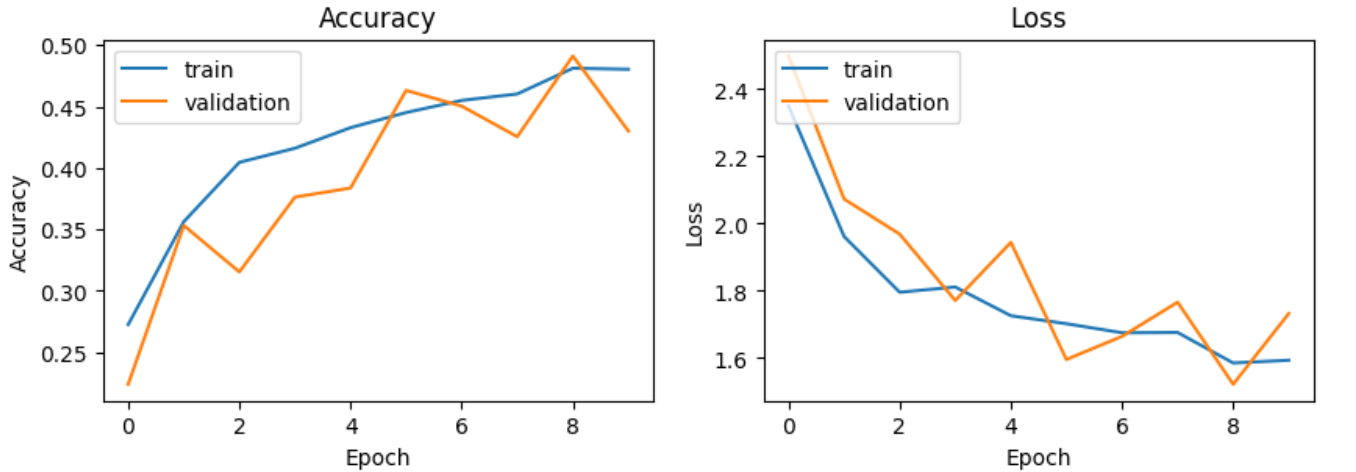 Accuracy
train
validation
0.50
0.45
0.40
0.35
0.30
0.25
Accuracy
0 2 4 6 8
Epoch
Loss
train
validation
2.4
2.2
2.0
1.8
1.6
Loss
0 2 4 6 8
Epoch